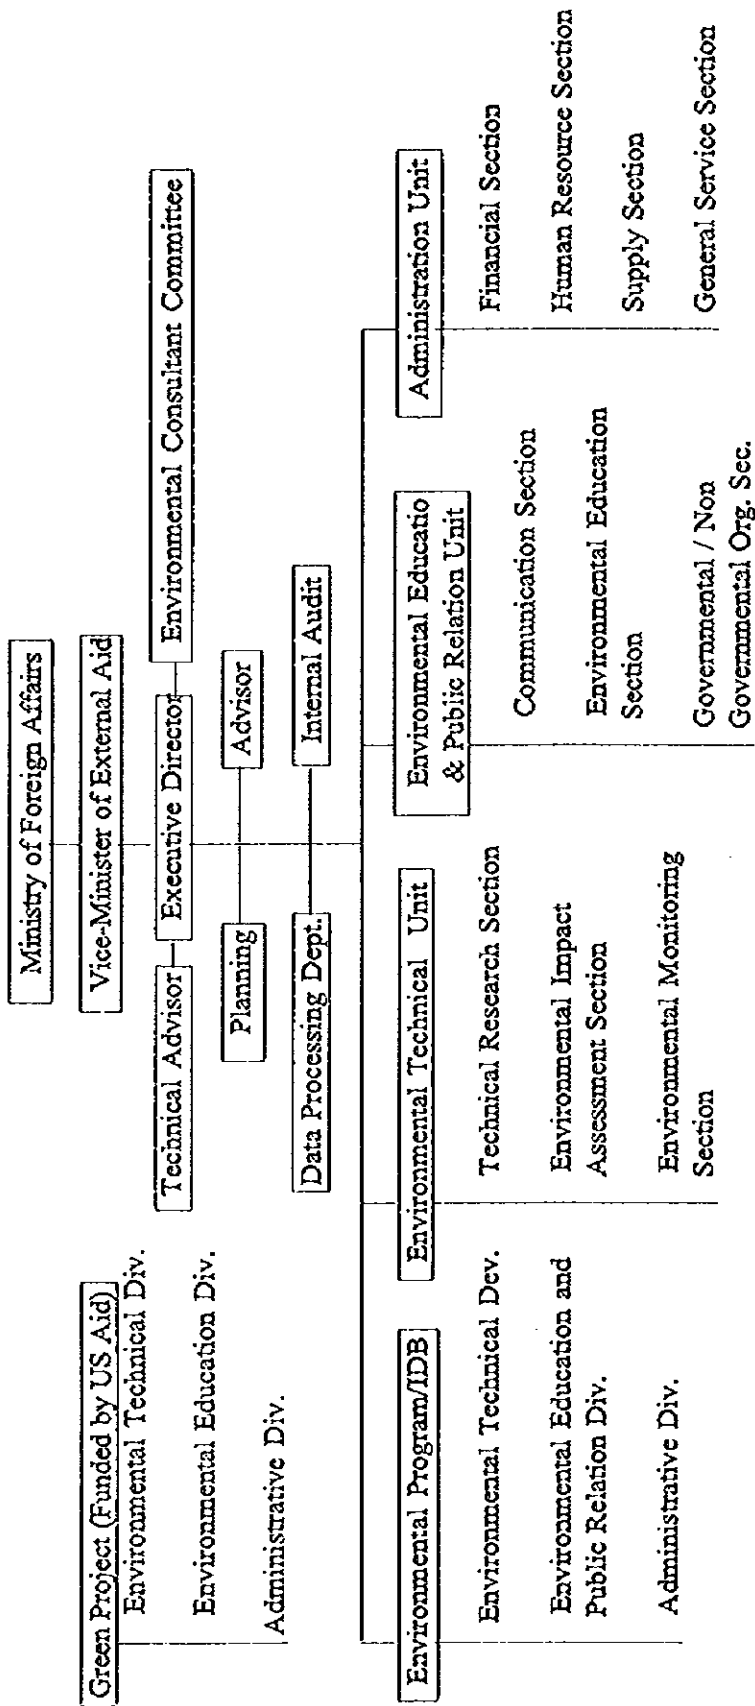 Ministry of Foreign Affairs
Vice-Minister of External Aid
Technical Advisor
Executive Director
Environmental Consultant Committee
Planning
Advisor
Data Processing Dept.
Internal Audit
Green Project (Funded by US Aid)
Environmental Technical Div.
Environmental Education Div.
Administrative Div.
Environmental Program/IDB
Environmental Technical Dev.
Environmental Education and
Public Relation Div.
Administrative Div.
Environmental Technical Unit
Technical Research Section
Environmental Impact
Assessment Section
Environmental Monitoring
Section
Environmental Educatio
& Public Relation Unit
Communication Section
Environmental Education
Section
Governmental / Non
Governmental Org. Sec.
Administration Unit
Financial Section
Human Resource Section
Supply Section
General Service Section